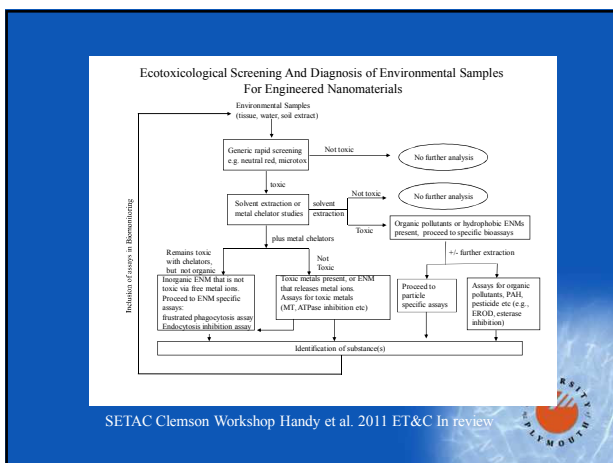 Ecotoxicological Screening And Diagnosis of Environmental Samples
For Engineered Nanomaterials
Environmental Samples
(tissue, water, soil extract)
Generic rapid screening
e.g. neutral red, microtox
Not toxic
No further analysis
toxic
Solvent extraction or
metal chelator studies
solvent
extraction
Not toxic
No further analysis
Toxic
Organic pollutants or hydrophobic ENMs
present, proceed to specific bioassays
plus metal chelators
+/- further extraction
Remains toxic
with chelators,
but not organic
Not
Toxic
Inorganic ENM that is not
toxic via free metal ions.
Proceed to ENM specific
assays:
frustrated phagocytosis assay
Endocytosis inhibition assay
Toxic metals present, or ENM
that releases metal ions.
Assays for toxic metals
(MT, ATPase inhibition etc)
Proceed to
particle
specific assays
Assays for organic
pollutants, PAH,
pesticide etc (e.g.,
EROD, esterase
inhibition)
Identification of substance(s)
Inclusion of assays in Biomonitoring
SETAC Clemson Workshop Handy et al. 2011 ET&C In review
PLYMOUTH